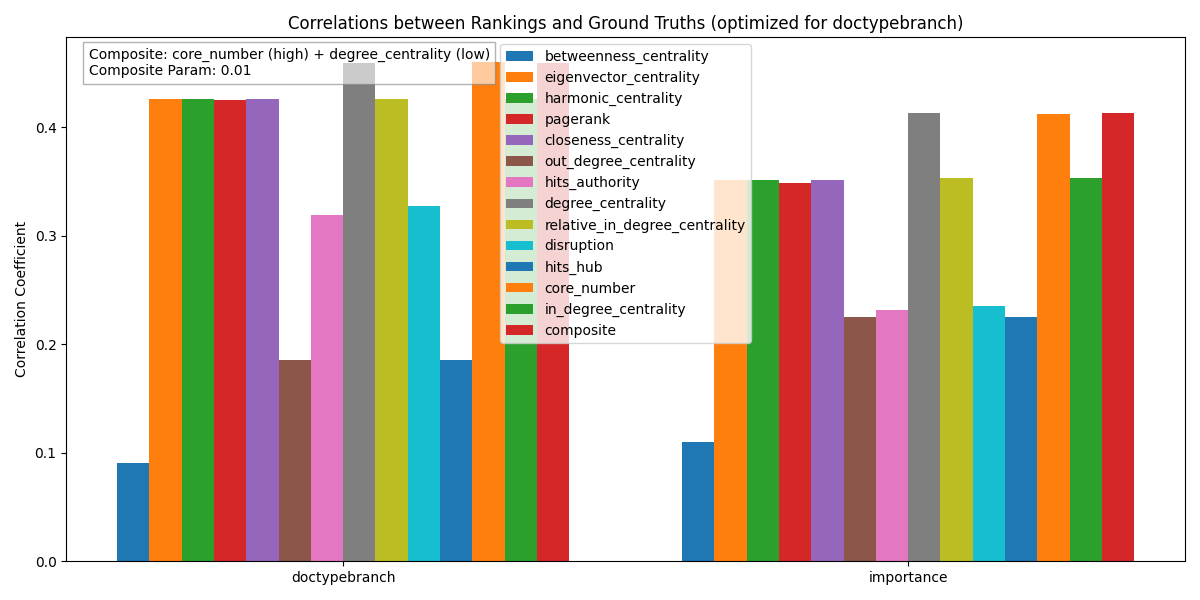 Correlations between Rankings and Ground Truths (optimized for doctypebranch)
Composite: core_number (high) + degree_centrality (low)
Composite Param: 0.01
betweenness_centrality
eigenvector_centrality
harmonic_centrality
pagerank
closeness_centrality
out_degree_centrality
hits_authority
degree_centrality
relative_in_degree_centrality
disruption
hits_hub
core_number
in_degree_centrality
composite
Correlation Coefficient
0.4
0.3
0.2
0.1
0.0
doctypebranch
importance